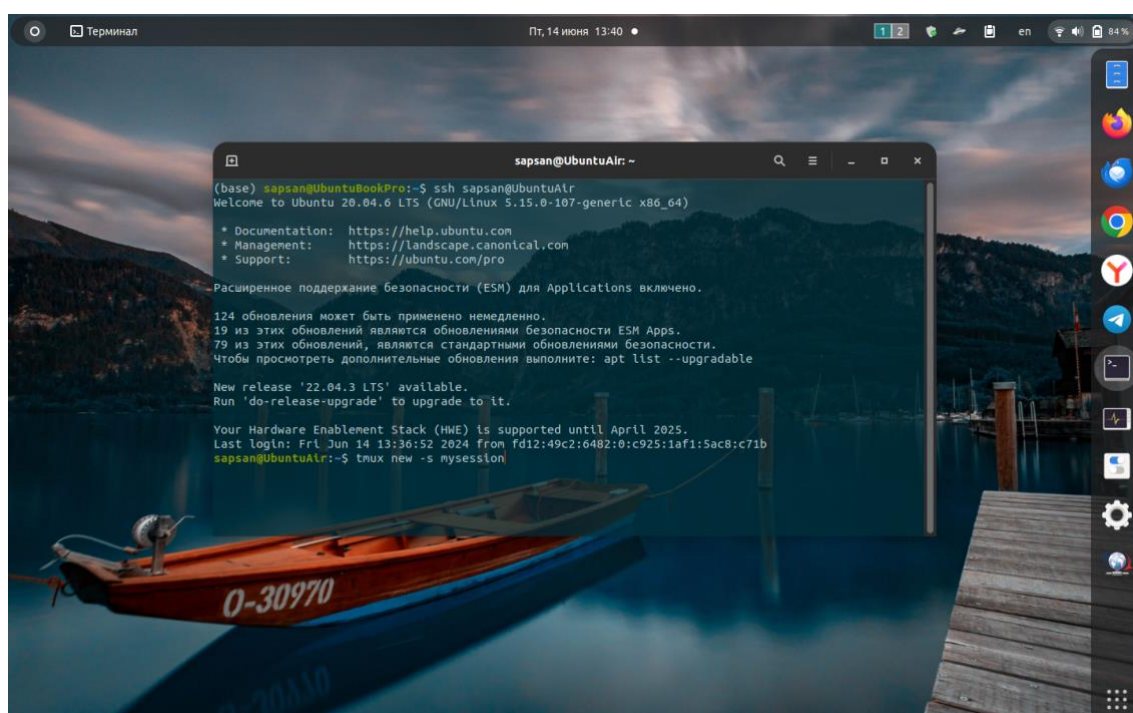 Терминал
Пт, 14 июня 13:40
1 2
en
84 %
sapsan@UbuntuAir: ~
(base) sapsan@UbuntuBookPro:~$ ssh sapsan@UbuntuAir
Welcome to Ubuntu 20.04.6 LTS (GNU/Linux 5.15.0-107-generic x86_64)
* Documentation: https://help.ubuntu.com
* Management: https://landscape.canonical.com
* Support: https://ubuntu.com/pro
Расширенное поддержание безопасности (ESM) для Applications включено.
124 обновления может быть применено немедленно.
19 из этих обновлений являются обновлениями безопасности ESM Apps.
79 из этих обновлений, являются стандартными обновлениями безопасности.
Чтобы просмотреть дополнительные обновления выполните: apt list --upgradable
New release '22.04.3 LTS' available.
Run 'do-release-upgrade' to upgrade to it.
Your Hardware Enablement Stack (HWE) is supported until April 2025.
Last login: Fri Jun 14 13:36:52 2024 from fd12:49c2:6482:0:c925:1af1:5ac8:c71b
sapsan@UbuntuAir:~$ tmux new -s mysession
O-30970